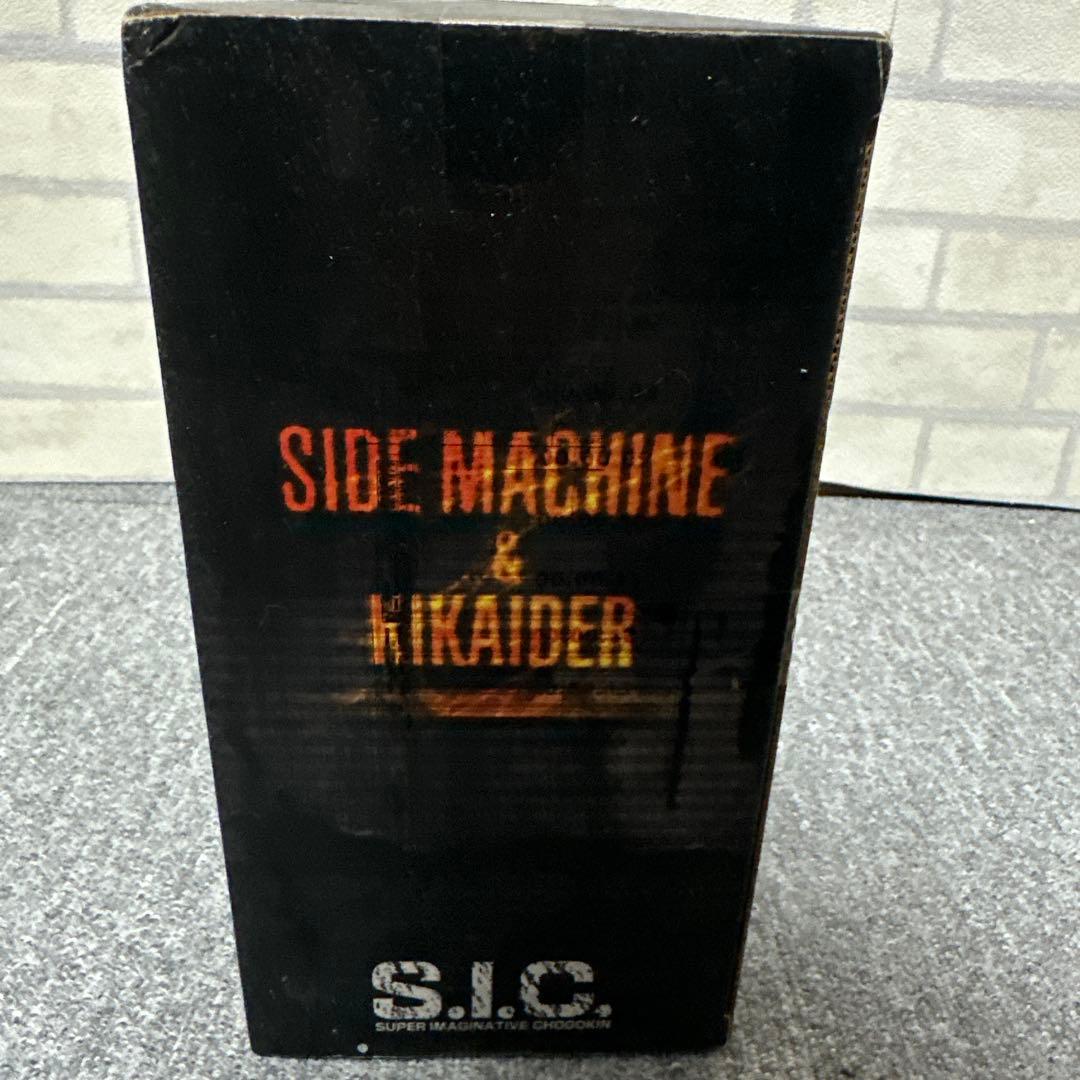 SIDE MACHINE
&
KIKAIDER
S.I.C.
SUPER IMAGINATIVE CHOGOKIN